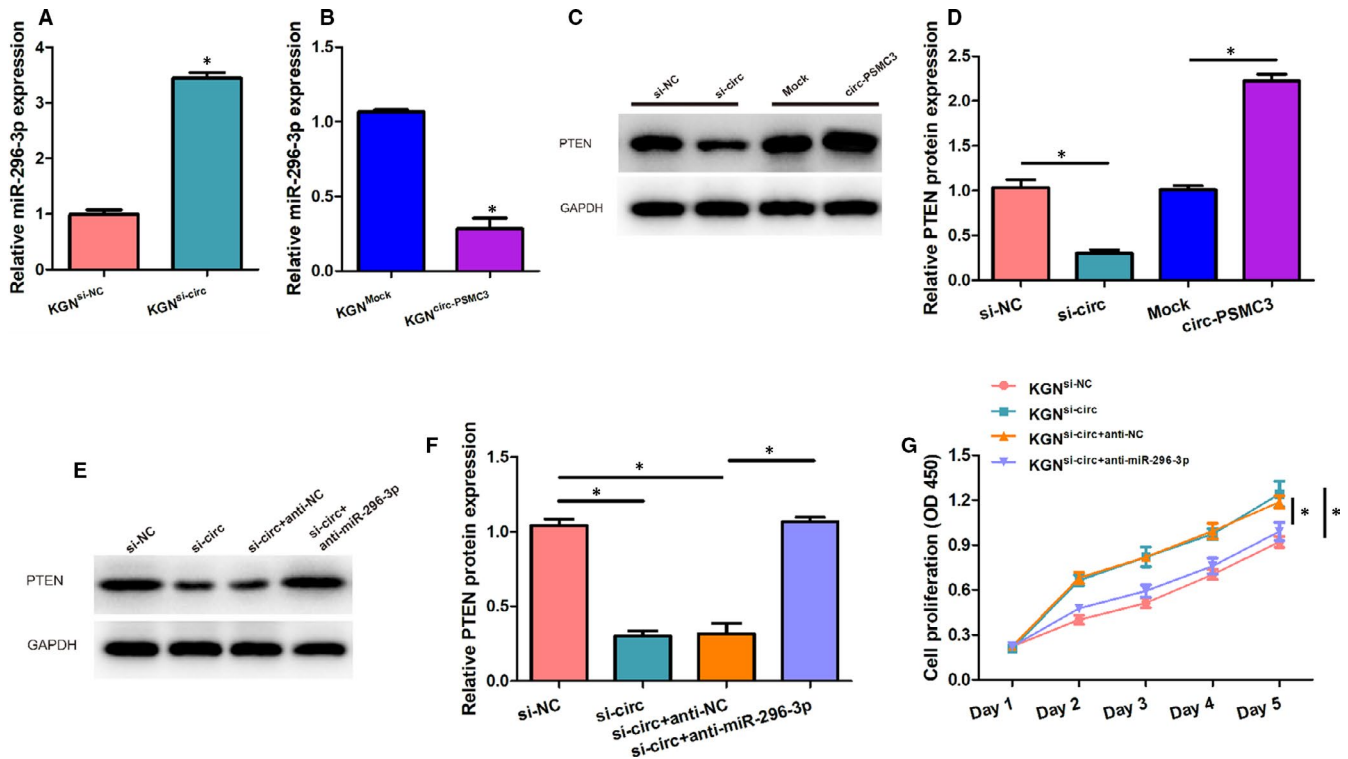 A
Relative miR-296-3p expression
4
3
2
1
0
*
KGNsi-NC
KGNsi-circ
B
Relative miR-296-3p expression
1.5
1.0
0.5
0.0
*
KGNMock
KGNcirc-PSMC3
C
si-NC
si-circ
Mock
circ-PSMC3
PTEN
GAPDH
D
Relative PTEN protein expression
2.5
2.0
1.5
1.0
0.5
0.0
*
*
si-NC
si-circ
Mock
circ-PSMC3
E
si-NC
si-circ
si-circ+anti-NC
si-circ+
anti-miR-296-3p
PTEN
GAPDH
F
Relative PTEN protein expression
1.5
1.0
0.5
0.0
*
*
*
si-NC
si-circ
si-circ+anti-NC
si-circ+anti-miR-296-3p
KGNsi-NC
KGNsi-circ
KGNsi-circ+anti-NC
KGNsi-circ+anti-miR-296-3p
G
Cell proliferation (OD 450)
1.5
1.2
0.9
0.6
0.3
0.0
*
*
Day 1
Day 2
Day 3
Day 4
Day 5